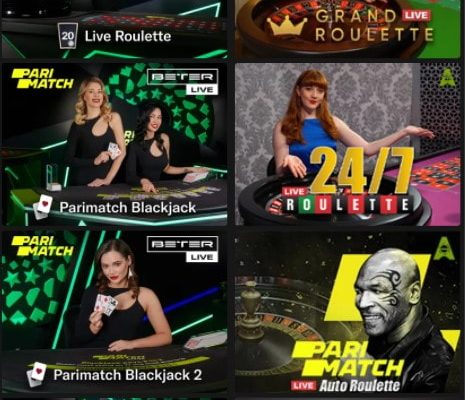 20
Live Roulette
GRAND LIVE
ROULETTE
PARI
MATCH
BETER
LIVE
Parimatch Blackjack
24/7
LIVE
ROULETTE
PARI
MATCH
BETER
LIVE
Parimatch Blackjack 2
PARI
MATCH
LIVE Auto Roulette